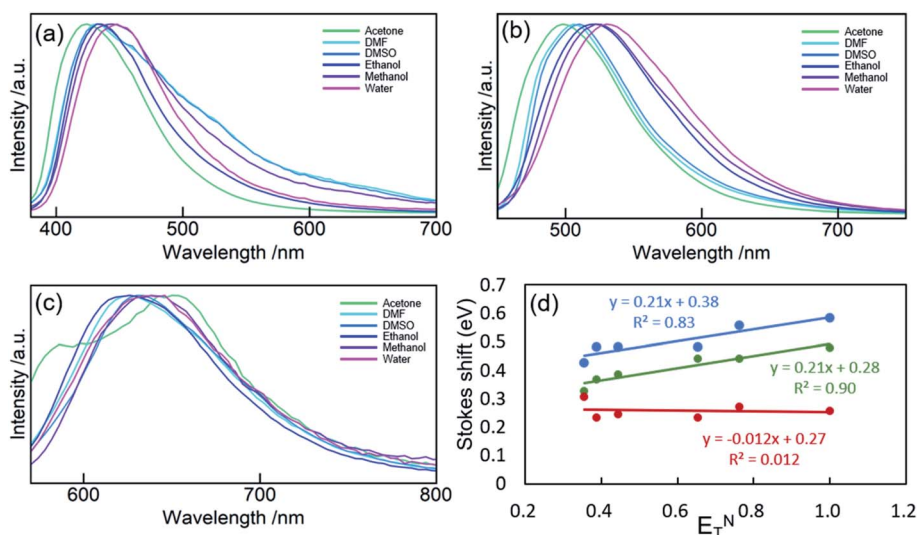 (a)
Acetone
DMF
DMSO
Ethanol
Methanol
Water
Intensity /a.u.
400 500 600 700
Wavelength /nm
(b)
Acetone
DMF
DMSO
Ethanol
Methanol
Water
Intensity /a.u.
500 600 700
Wavelength /nm
(c)
Acetone
DMF
DMSO
Ethanol
Methanol
Water
Intensity /a.u.
600 700 800
Wavelength /nm
(d)
0.7
0.6
0.5
0.4
0.3
0.2
0.1
0
Stokes shift (eV)
y = 0.21x + 0.38
R² = 0.83
y = 0.21x + 0.28
R² = 0.90
y = -0.012x + 0.27
R² = 0.012
0.2 0.4 0.6 0.8 1.0 1.2
E_T^N